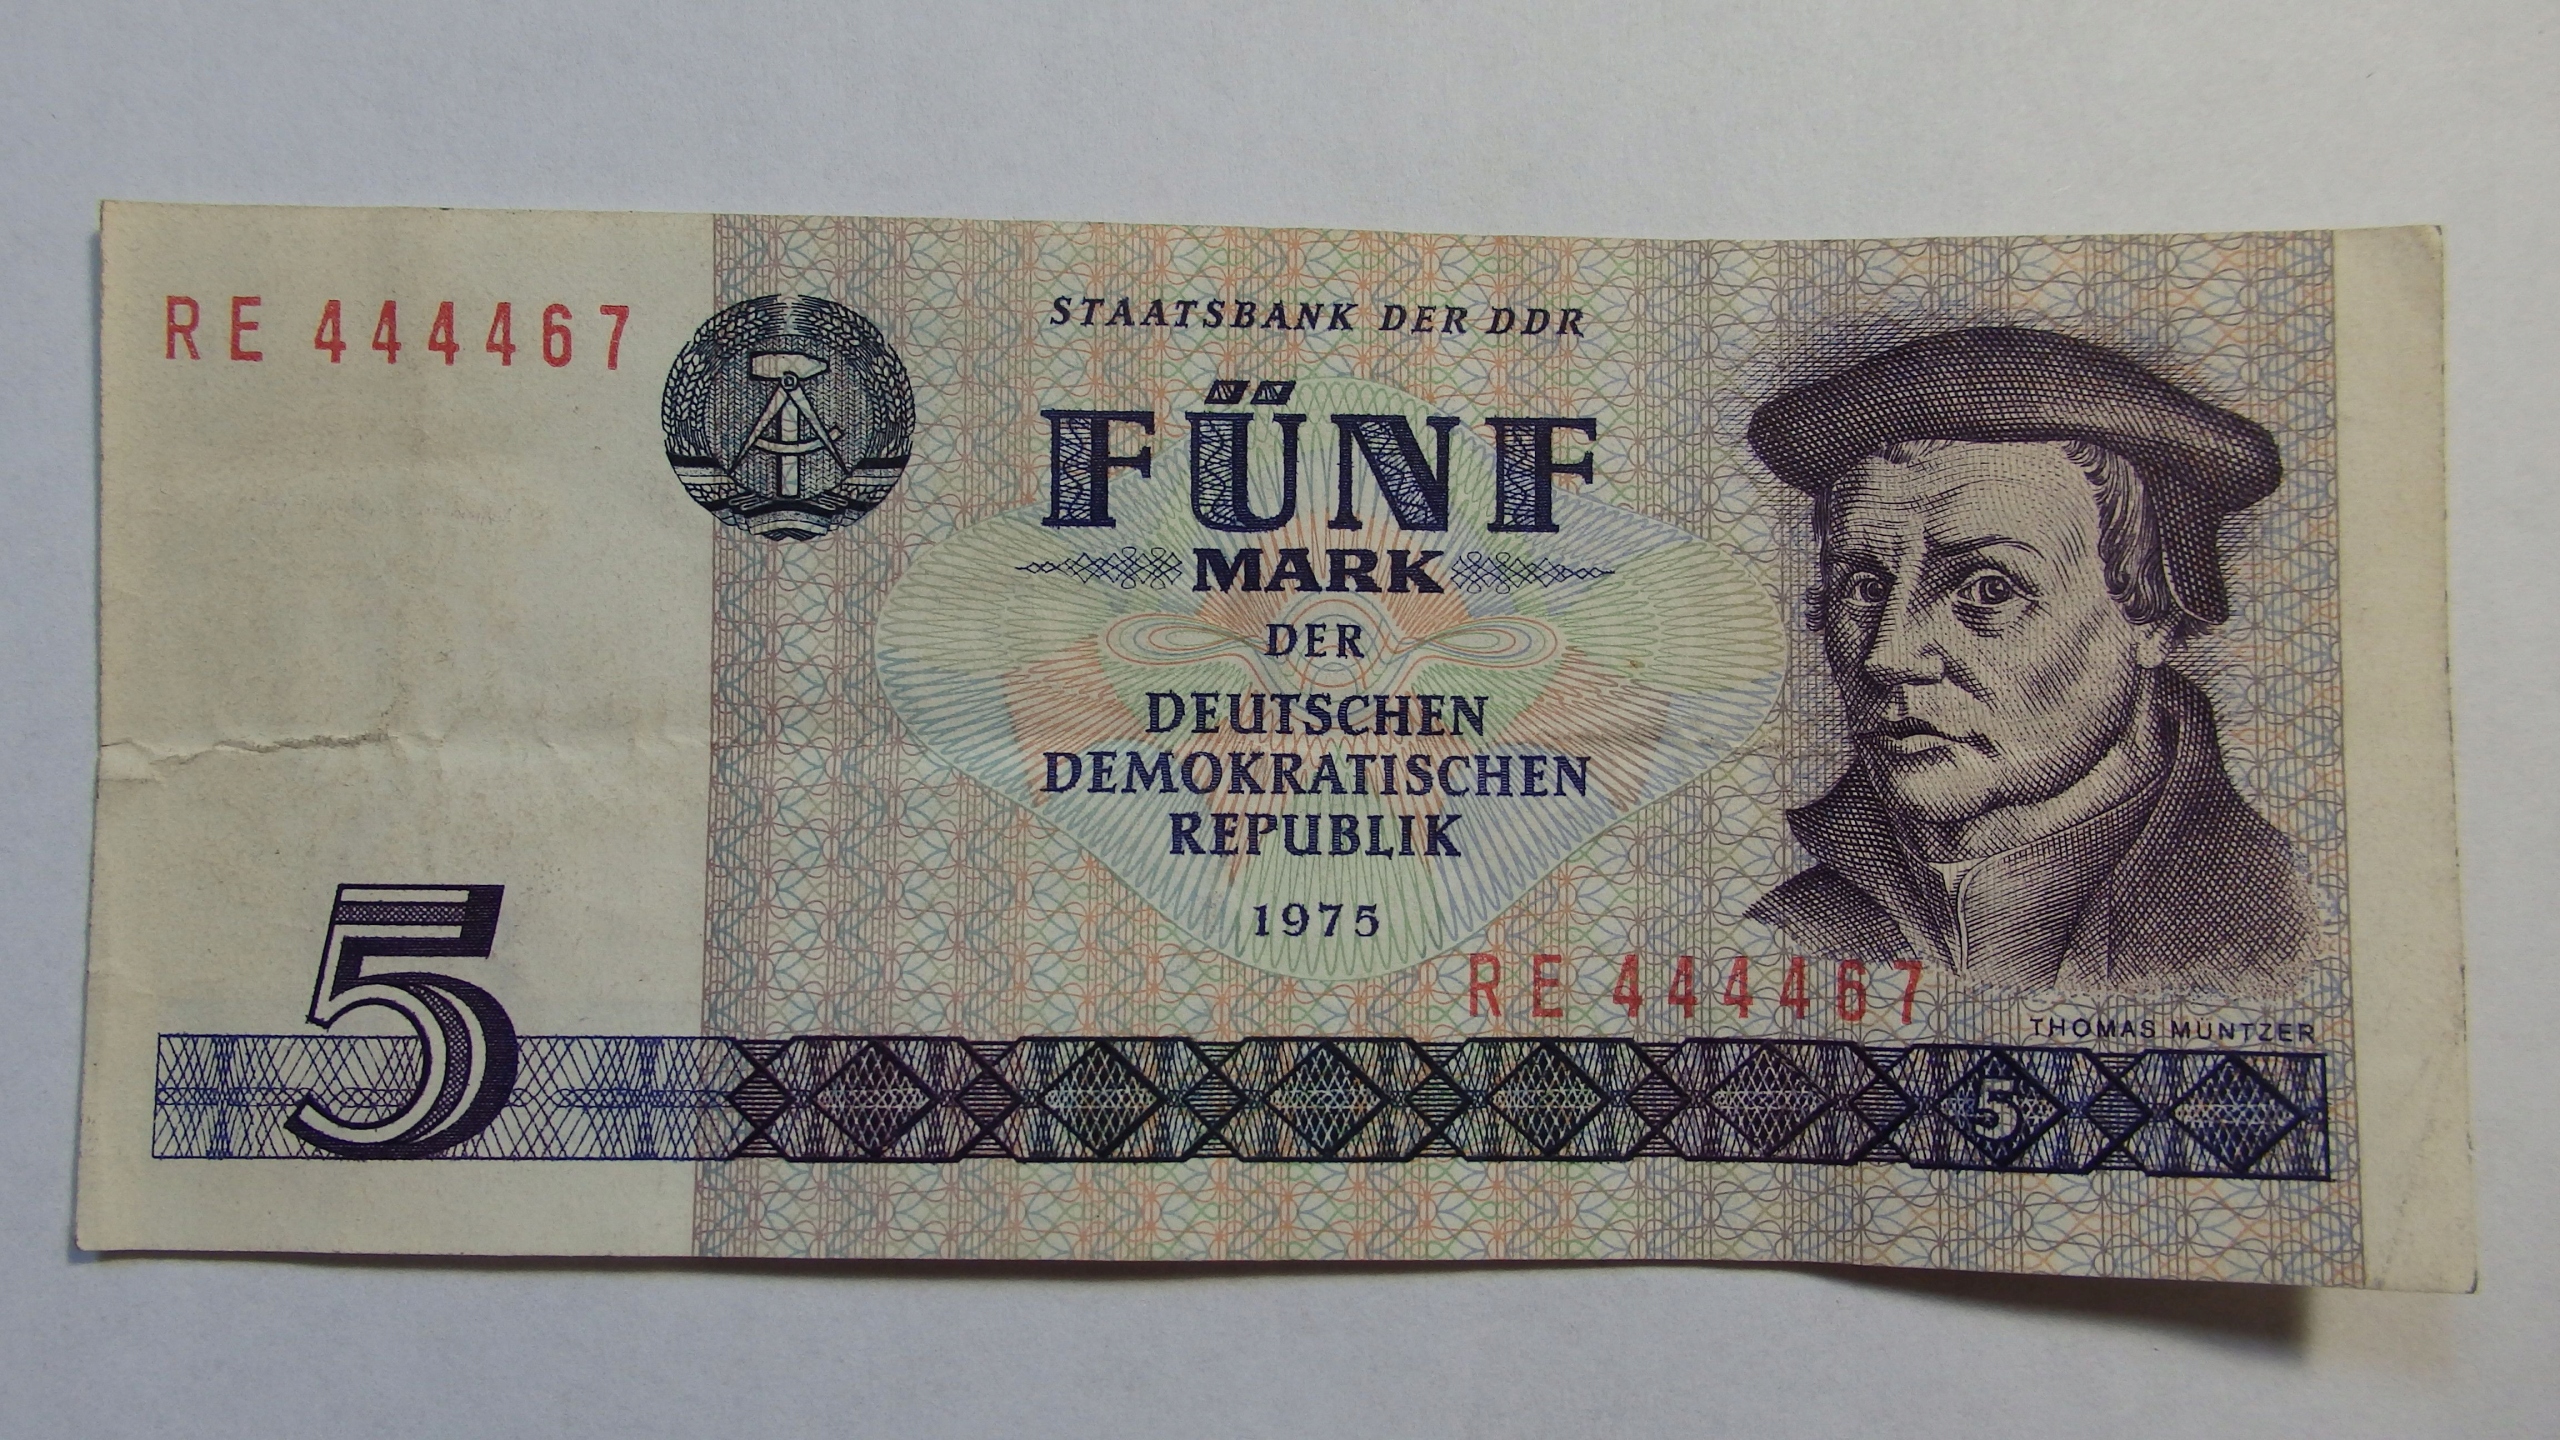 RE 444467
STAATSBANK DER DDR
FÜNF
MARK
DER
DEUTSCHEN
DEMOKRATISCHEN
REPUBLIK
1975
RE 444467
THOMAS MÜNTZER
5
5